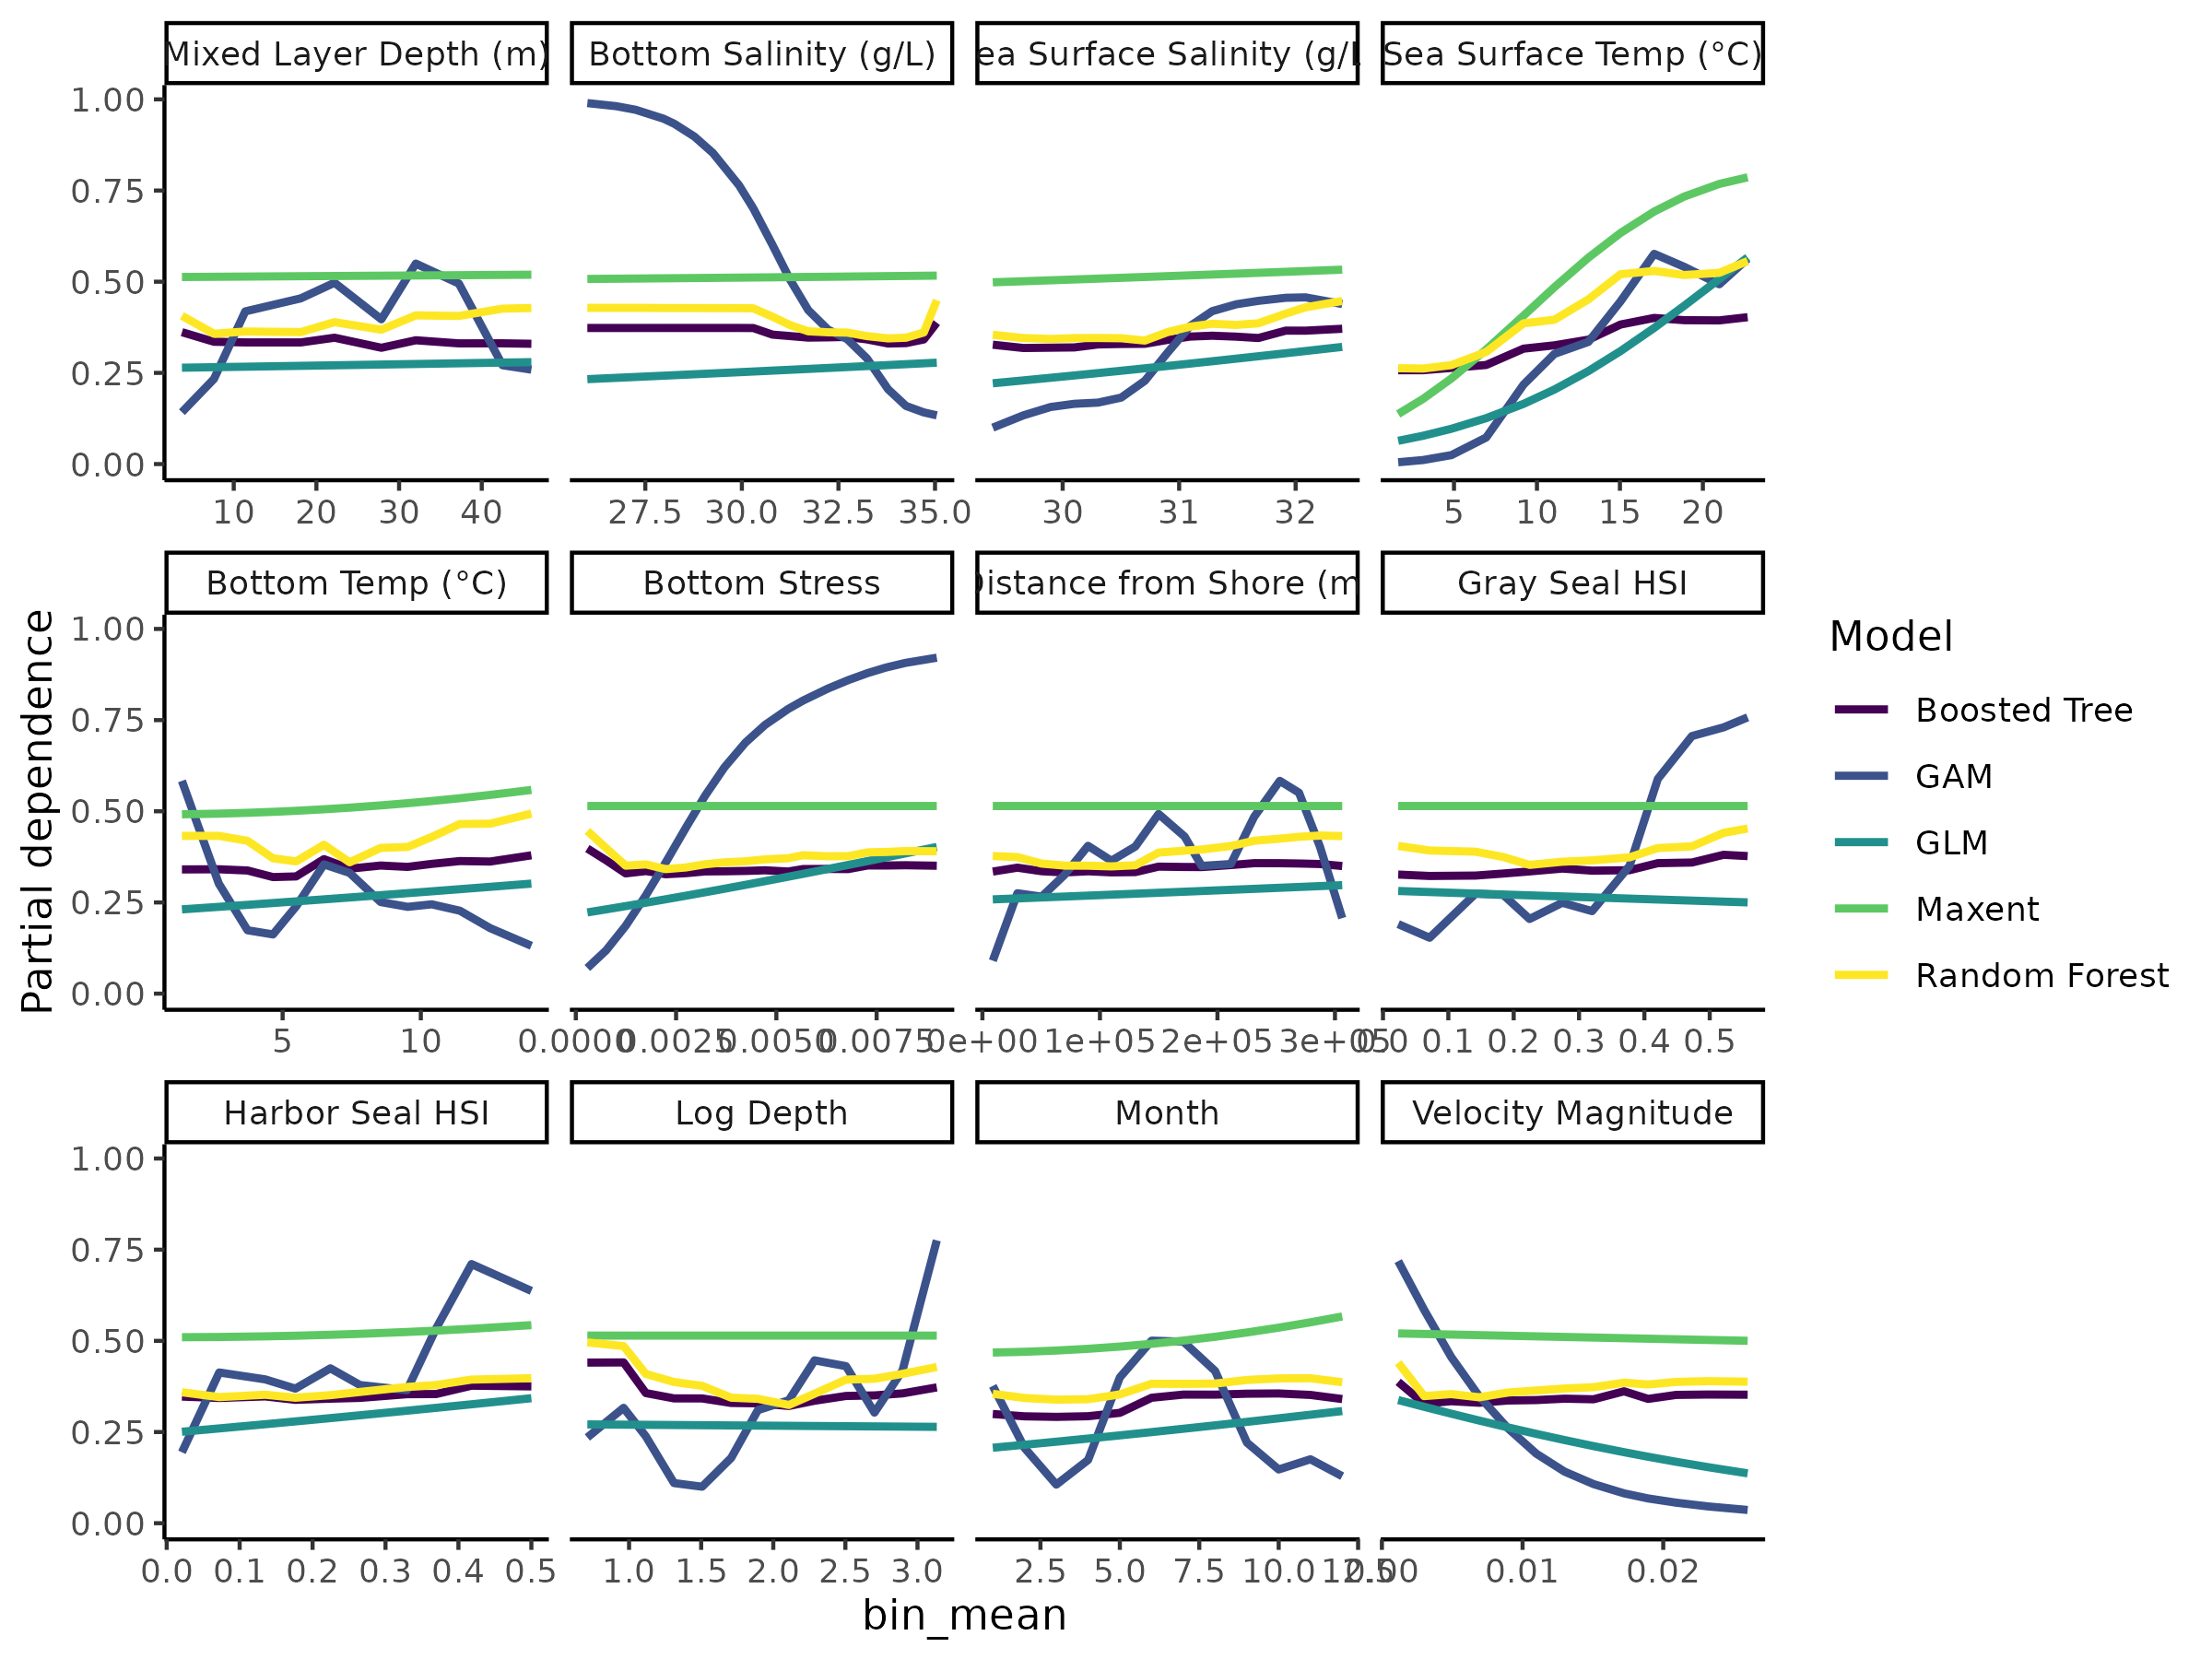 Mixed Layer Depth (m)
Bottom Salinity (g/L)
ea Surface Salinity (g/L
Sea Surface Temp (°C)
1.00
0.75
0.50
0.25
0.00
10 20 30 40
27.5 30.0 32.5 35.0
30 31 32
5 10 15 20
Bottom Temp (°C)
Bottom Stress
Distance from Shore (m
Gray Seal HSI
1.00
0.75
0.50
0.25
0.00
5 10
0.0000 0.0025 0.0050 0.0075
0e+00 1e+05 2e+05 3e+05
0.0 0.1 0.2 0.3 0.4 0.5
Harbor Seal HSI
Log Depth
Month
Velocity Magnitude
1.00
0.75
0.50
0.25
0.00
0.0 0.1 0.2 0.3 0.4 0.5
1.0 1.5 2.0 2.5 3.0
2.5 5.0 7.5 10.0 12.5
0.00 0.01 0.02
bin_mean
Partial dependence
Model
Boosted Tree
GAM
GLM
Maxent
Random Forest